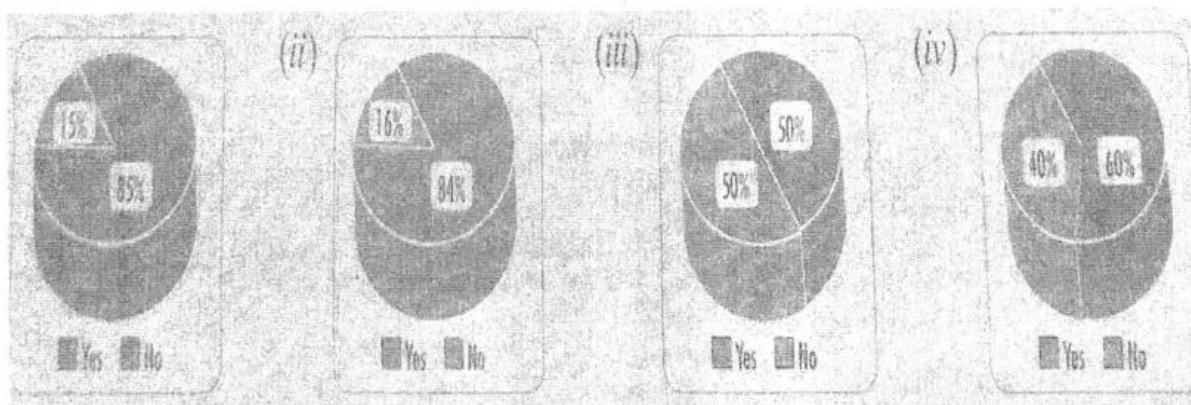 (ii) (iii) (iv)
15% 16% 50% 40% 60%
85% 84% 50%
Yes No Yes No Yes No Yes No